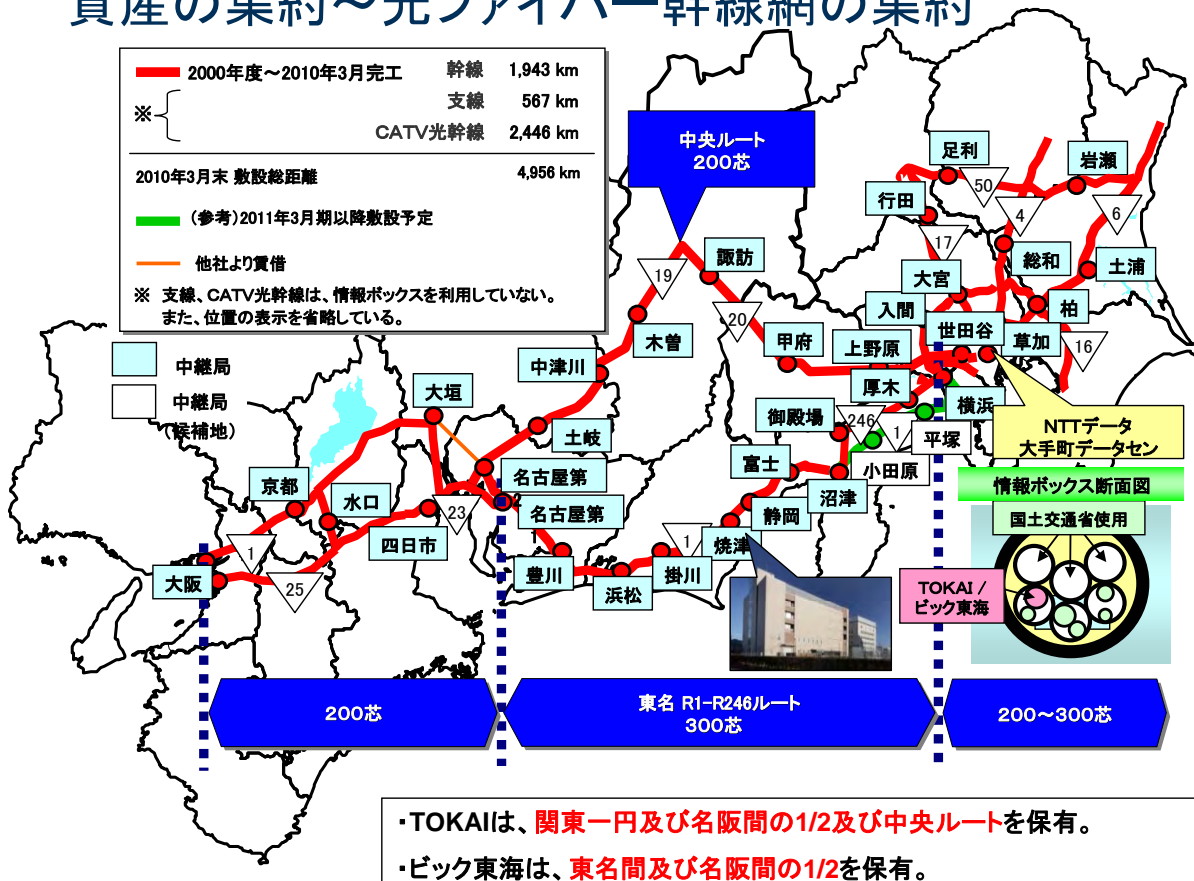 資産の集約～光ファイバー幹線網の集約
2000年度～2010年3月完工 幹線 1,943 km
※ 支線 567 km
CATV光幹線 2,446 km
2010年3月末 敷設総距離 4,956 km
(参考)2011年3月期以降敷設予定
他社より賃借
※ 支線、CATV光幹線は、情報ボックスを利用していない。
また、位置の表示を省略している。
中継局
中継局
(候補地)
中央ルート
200芯
足利
岩瀬
50
行田
4
6
17
総和
土浦
大宮
諏訪
19
入間
柏
世田谷
草加
16
20
木曽
甲府
上野原
中津川
厚木
横浜
大垣
御殿場
246
1
平塚
土岐
富士
小田原
NTTデータ
大手町データセン
タ
名古屋第
2
名古屋第
1
沼津
京都
水口
23
静岡
情報ボックス断面図
国土交通省使用
四日市
1
焼津
1
大阪
25
豊川
浜松
掛川
TOKAI /
ビック東海
200芯
東名 R1-R246ルート
300芯
200～300芯
・TOKAIは、関東一円及び名阪間の1/2及び中央ルートを保有。
・ビック東海は、東名間及び名阪間の1/2を保有。